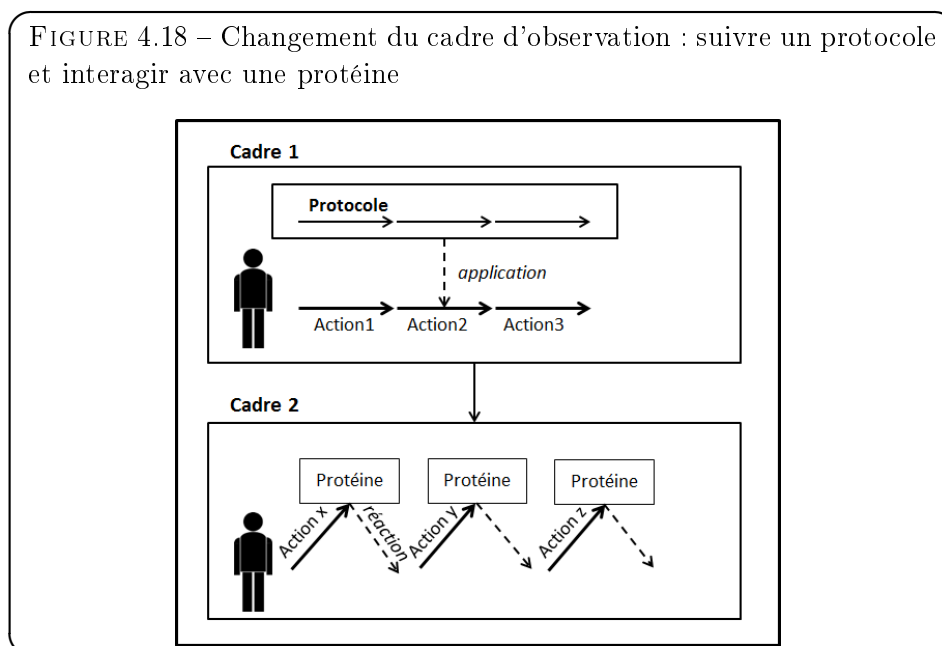 FIGURE 4.18 – Changement du cadre d'observation : suivre un protocole
et interagir avec une protéine
Cadre 1
Protocole
application
Action1 Action2 Action3
Cadre 2
Protéine Protéine Protéine
Action x réaction Action y Action z